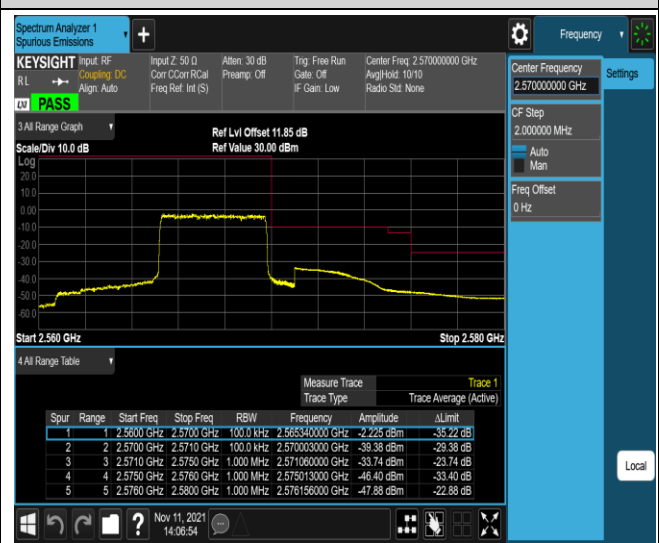 Spectrum Analyzer 1
Spurious Emissions
Frequency
KEYSIGHT Input: RF Input Z: 50 Ω Atten: 30 dB Trig: Free Run Center Freq: 2.570000000 GHz
RL Coupling: DC Corr CCorr RCal Preamp: Off Gate: Off Avg|Hold: 10/10
Align: Auto Freq Ref: Int (S) IF Gain: Low Radio Std: None
LXI PASS
Center Frequency
2.570000000 GHz
Settings
CF Step
2.000000 MHz
Auto
Man
Freq Offset
0 Hz
3 All Range Graph
Ref Lvl Offset 11.85 dB
Scale/Div 10.0 dB Ref Value 30.00 dBm
Log
20.0
10.0
0.00
-10.0
-20.0
-30.0
-40.0
-50.0
-60.0
Start 2.560 GHz Stop 2.580 GHz
4 All Range Table
Measure Trace Trace 1
Trace Type Trace Average (Active)
Spur Range Start Freq Stop Freq RBW Frequency Amplitude ΔLimit
1 1 2.5600 GHz 2.5700 GHz 100.0 kHz 2.565340000 GHz -2.225 dBm -35.22 dB
2 2 2.5700 GHz 2.5710 GHz 100.0 kHz 2.570003000 GHz -39.38 dBm -29.38 dB
3 3 2.5710 GHz 2.5750 GHz 1.000 MHz 2.571060000 GHz -33.74 dBm -23.74 dB
4 4 2.5750 GHz 2.5760 GHz 1.000 MHz 2.575013000 GHz -46.40 dBm -33.40 dB
5 5 2.5760 GHz 2.5800 GHz 1.000 MHz 2.576156000 GHz -47.88 dBm -22.88 dB
Local
? Nov 11, 2021
14:06:54